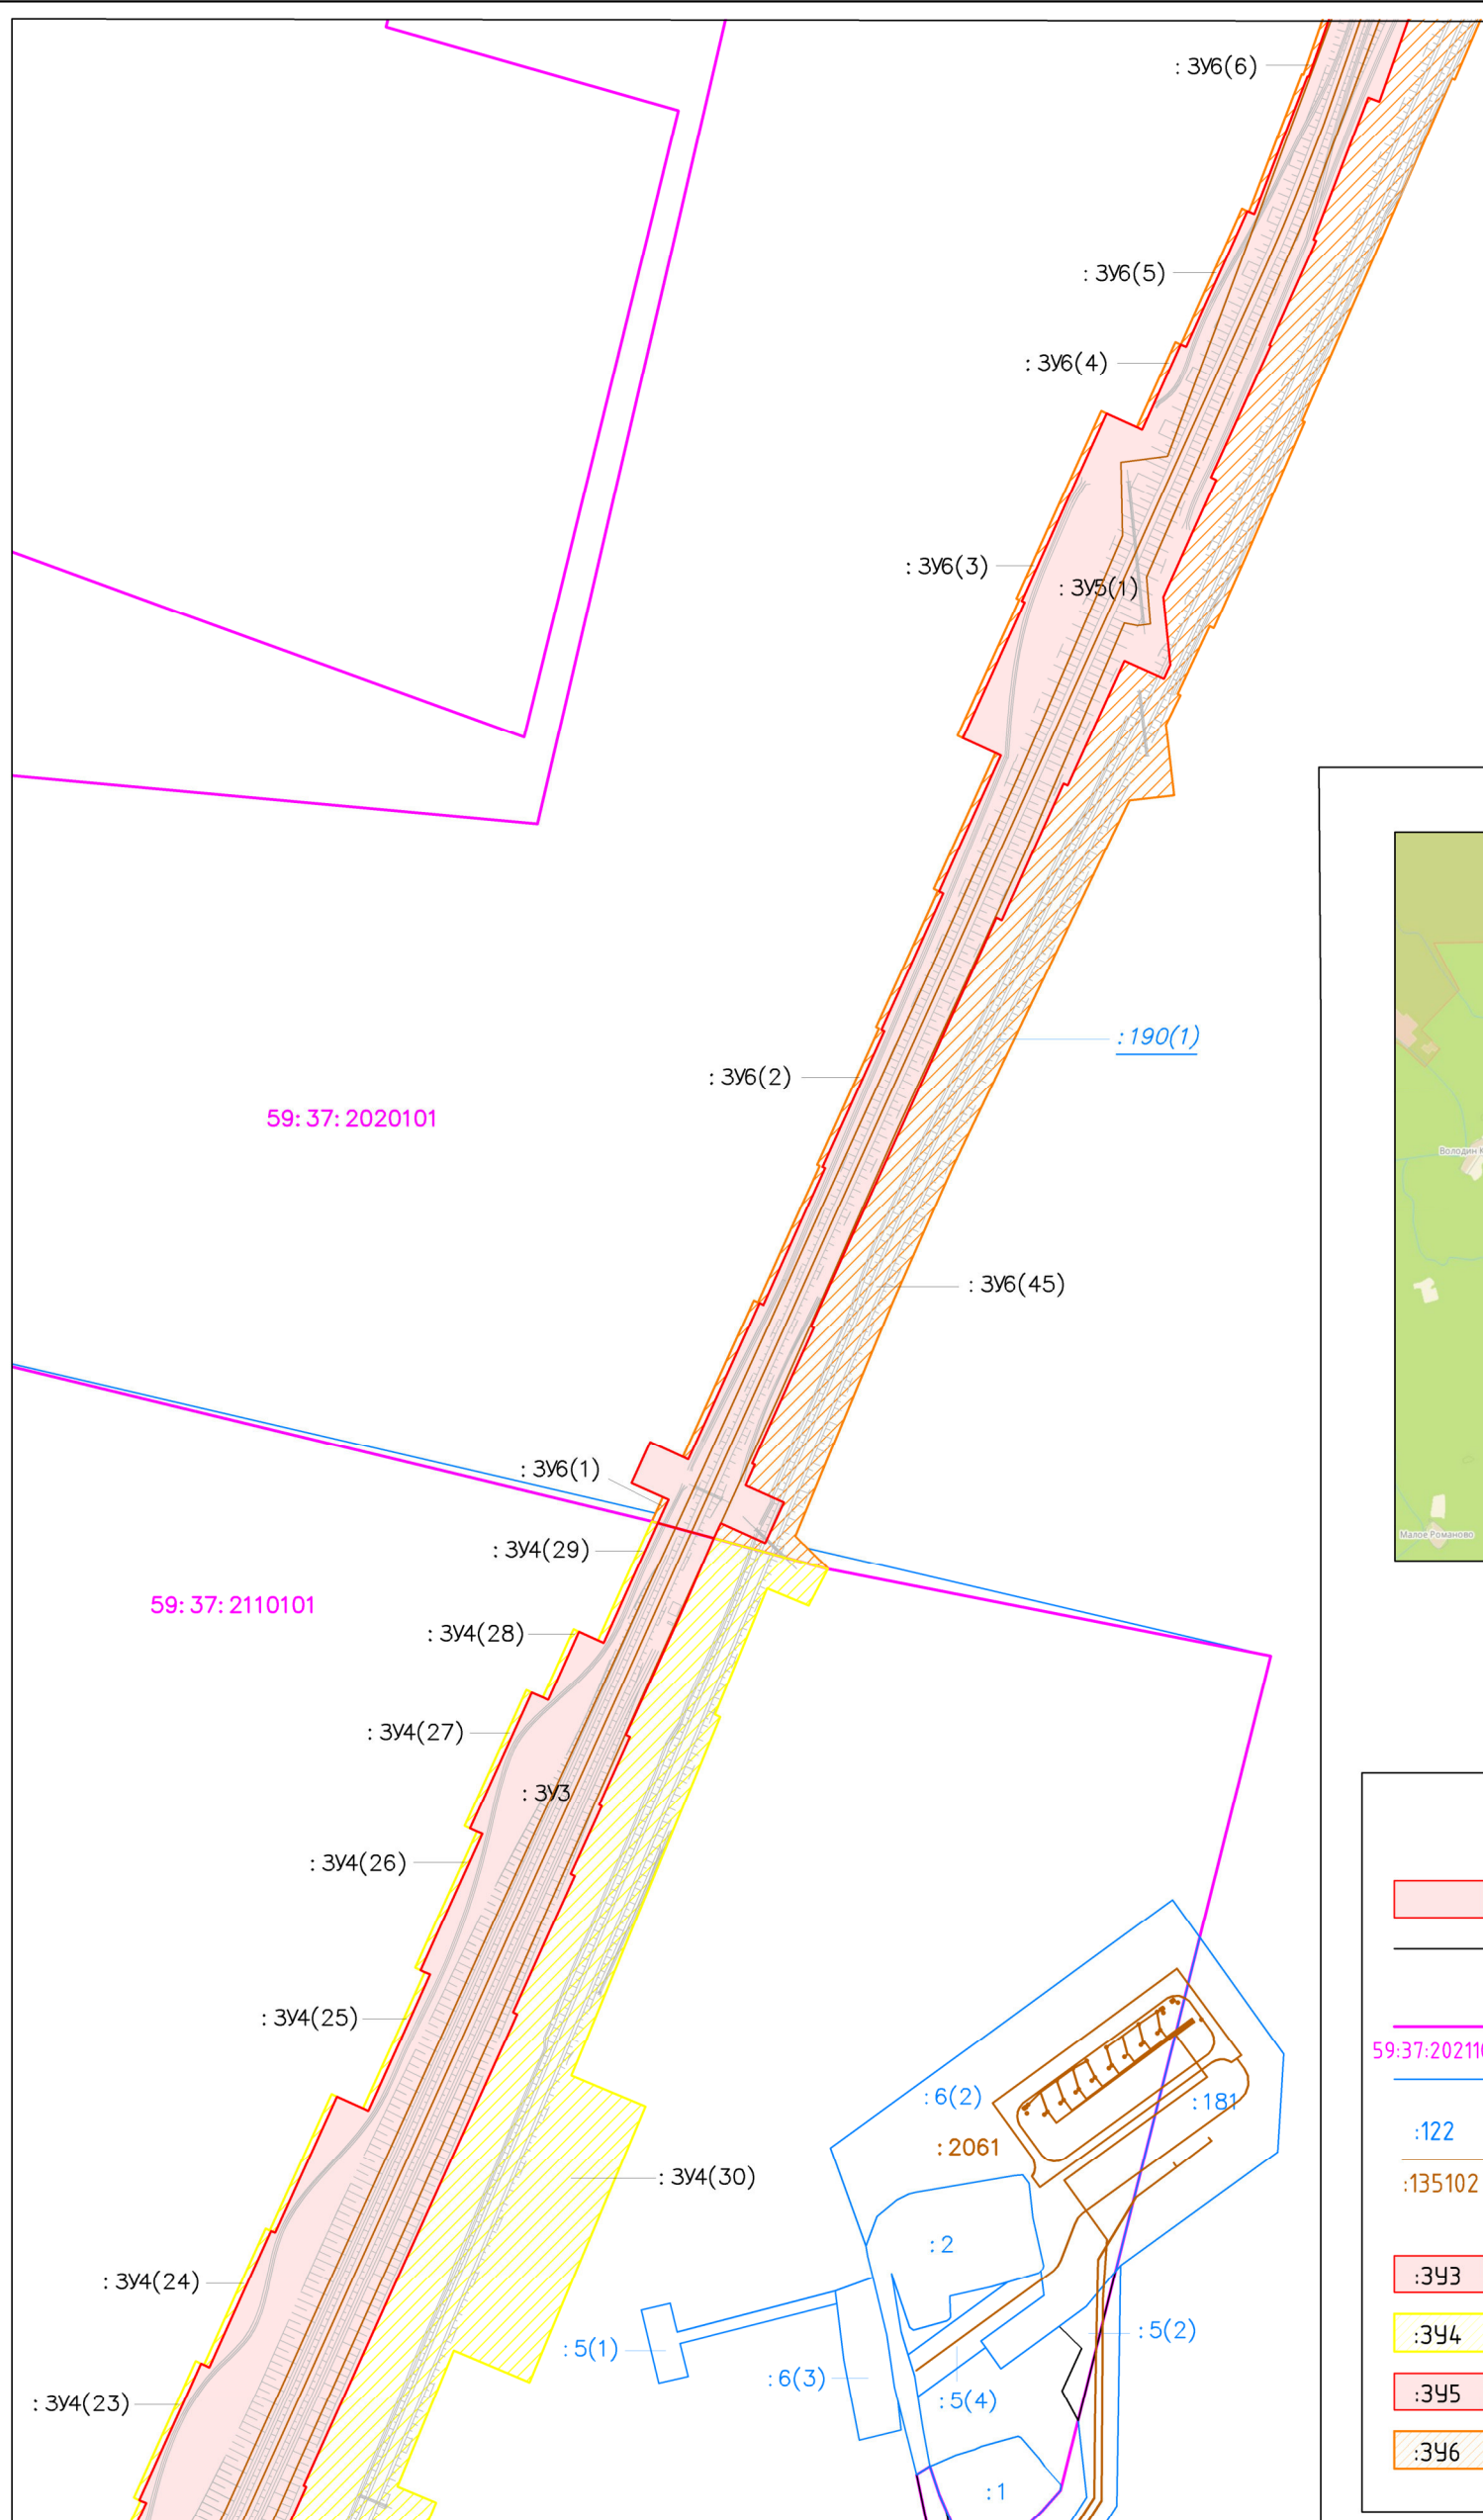 : ЗУ6(6)
: ЗУ6(5)
: ЗУ6(4)
: ЗУ6(3)
: ЗУ5(1)
: 190(1)
: ЗУ6(2)
59: 37: 2020101
: ЗУ6(45)
: ЗУ6(1)
: ЗУ4(29)
59: 37: 2110101
: ЗУ4(28)
: ЗУ4(27)
: ЗУ3
: ЗУ4(26)
: ЗУ4(25)
: 6(2)
: 181
: 2061
: ЗУ4(30)
: 2
: ЗУ4(24)
: 5(1)
: 5(2)
: 6(3)
: 5(4)
: ЗУ4(23)
: 1
Володин
Малое Романово
59:37:20211
:122
:135102
:ЗУ3
:ЗУ4
:ЗУ5
:ЗУ6